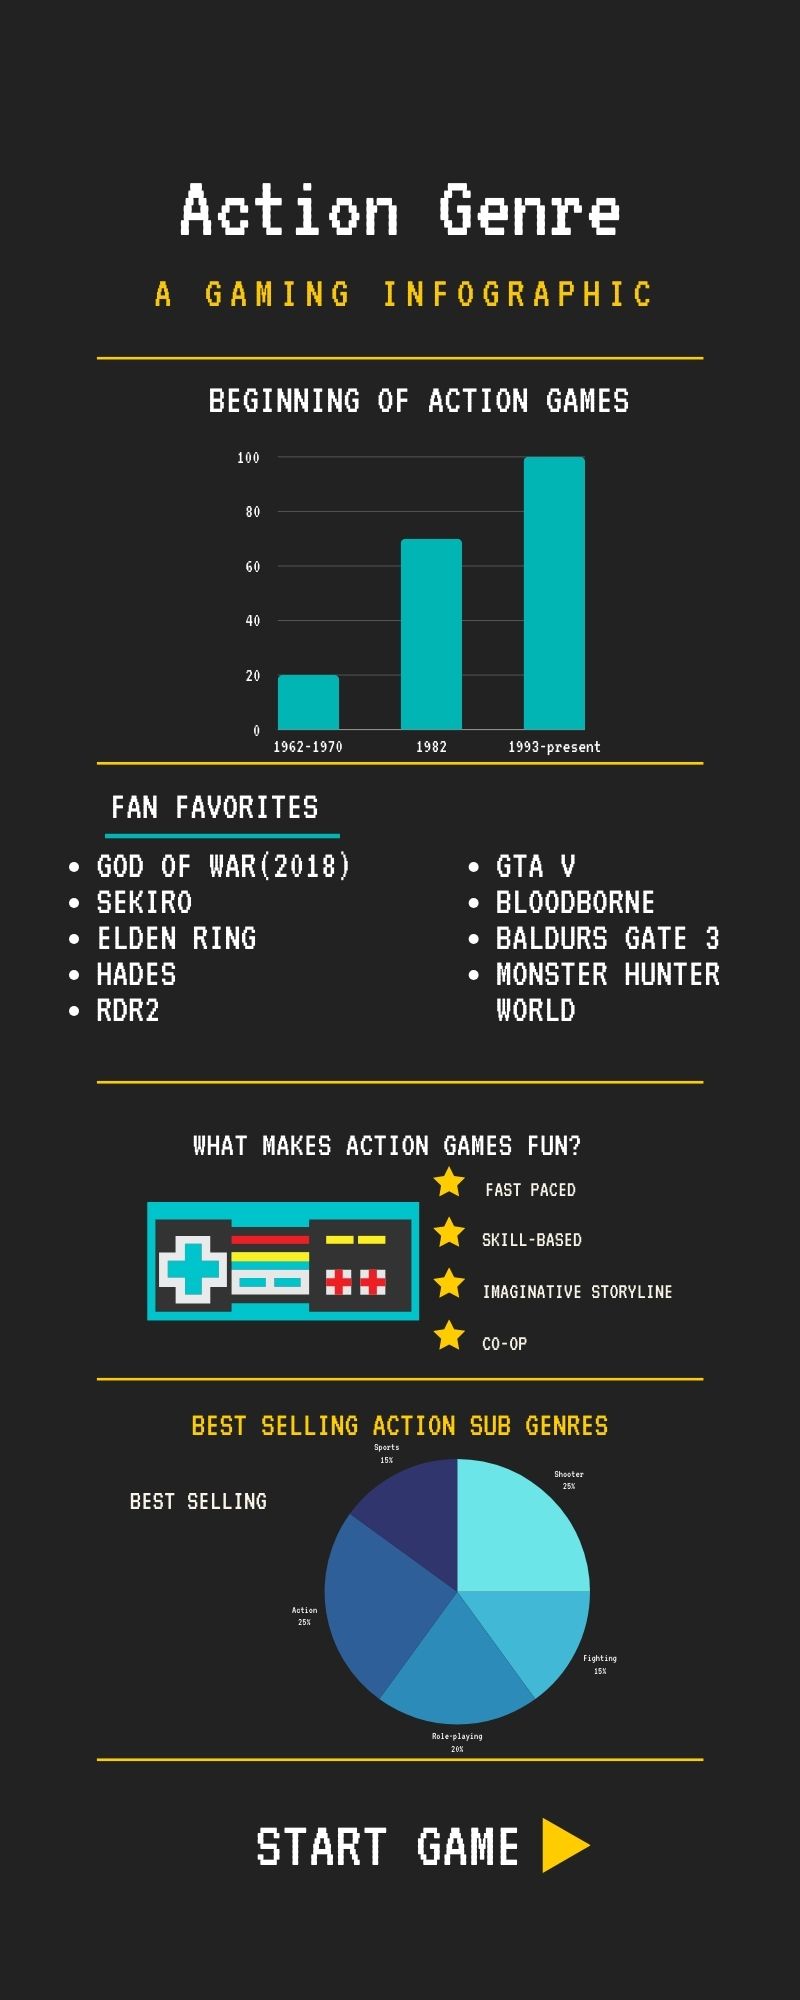 Action Genre
A GAMING INFOGRAPHIC
BEGINNING OF ACTION GAMES
100
80
60
40
20
0
1962-1970 1982 1993-present
FAN FAVORITES
• GOD OF WAR(2018)
• SEKIRO
• ELDEN RING
• HADES
• RDR2
• GTA V
• BLOODBORNE
• BALDURS GATE 3
• MONSTER HUNTER
WORLD
WHAT MAKES ACTION GAMES FUN?
FAST PACED
SKILL-BASED
IMAGINATIVE STORYLINE
CO-OP
BEST SELLING ACTION SUB GENRES
BEST SELLING
Sports
15%
Shooter
25%
Action
25%
Fighting
15%
Role-playing
20%
START GAME